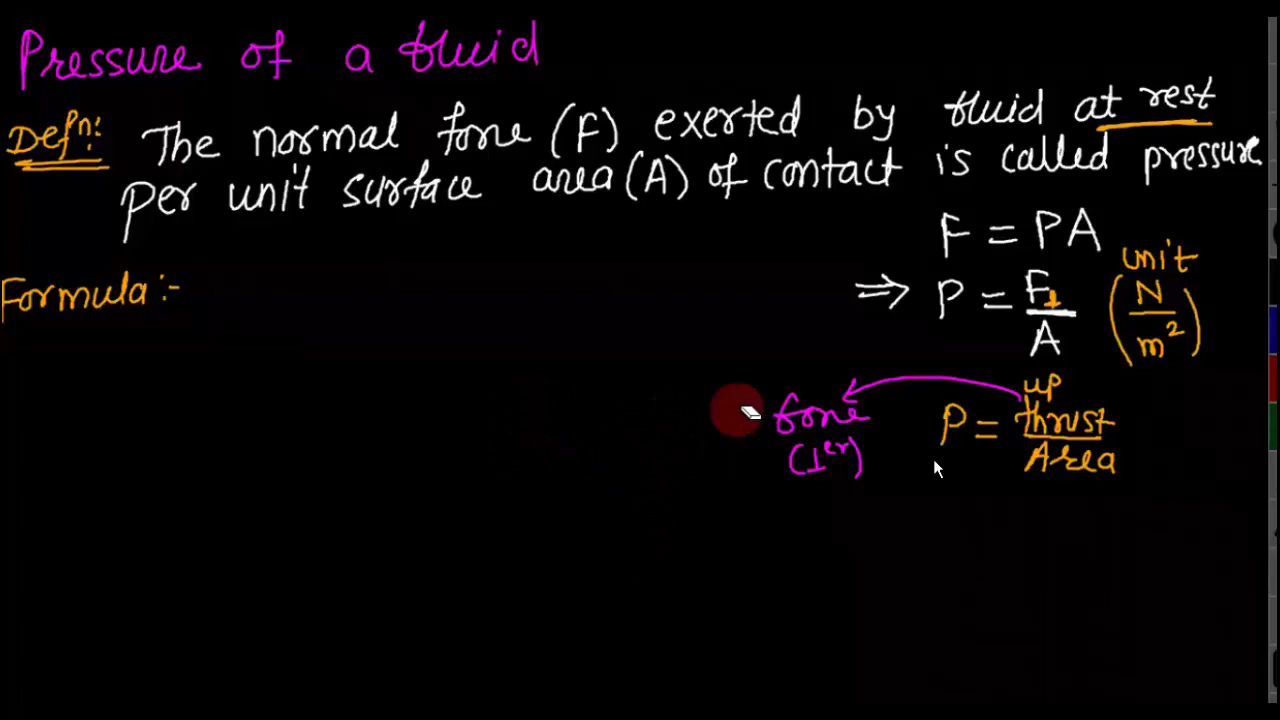 Pressure of a fluid
Defn: The normal force (F) exerted by fluid at rest
per unit surface area (A) of contact is called pressure
F = PA
Formula :-
⇒ P = F⊥/A (N/m²) unit
force (⊥er)
P = up thrust/Area